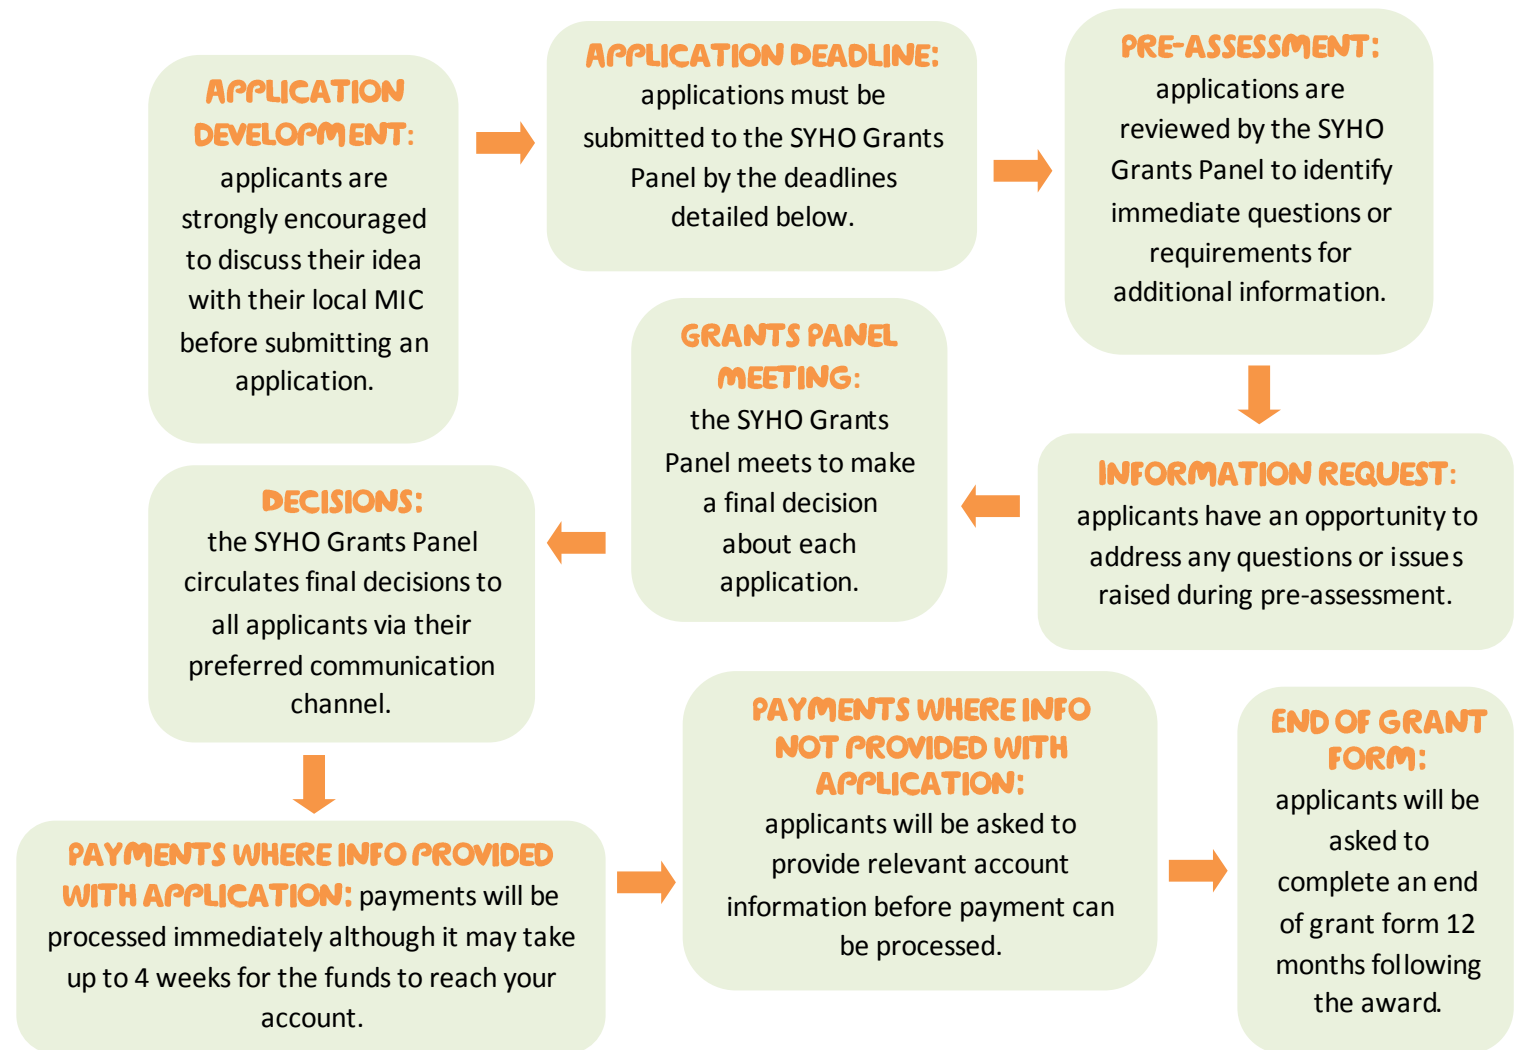 APPLICATION
DEVELOPMENT:
applicants are
strongly encouraged
to discuss their idea
with their local MIC
before submitting an
application.
APPLICATION DEADLINE:
applications must be
submitted to the SYHO Grants
Panel by the deadlines
detailed below.
PRE-ASSESSMENT:
applications are
reviewed by the SYHO
Grants Panel to identify
immediate questions or
requirements for
additional information.
INFORMATION REQUEST:
applicants have an opportunity to
address any questions or issues
raised during pre-assessment.
GRANTS PANEL
MEETING:
the SYHO Grants
Panel meets to make
a final decision
about each
application.
DECISIONS:
the SYHO Grants Panel
circulates final decisions to
all applicants via their
preferred communication
channel.
PAYMENTS WHERE INFO PROVIDED
WITH APPLICATION: payments will be
processed immediately although it may take
up to 4 weeks for the funds to reach your
account.
PAYMENTS WHERE INFO
NOT PROVIDED WITH
APPLICATION:
applicants will be asked to
provide relevant account
information before payment can
be processed.
END OF GRANT
FORM:
applicants will be
asked to
complete an end
of grant form 12
months following
the award.